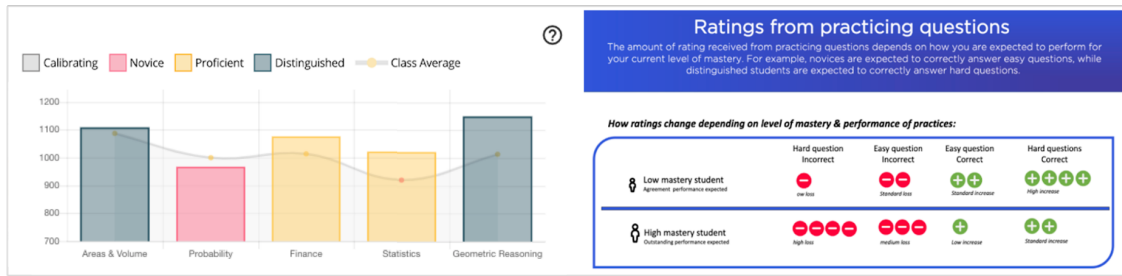 ?
Calibrating Novice Proficient Distinguished Class Average
1200
1100
1000
900
800
700
Areas & Volume Probability Finance Statistics Geometric Reasoning
Ratings from practicing questions
The amount of rating received from practicing questions depends on how you are expected to perform for
your current level of mastery. For example, novices are expected to correctly answer easy questions, while
distinguished students are expected to correctly answer hard questions.
How ratings change depending on level of mastery & performance of practices:
Hard question Easy question Easy question Hard questions
Incorrect Incorrect Correct Correct
Low mastery student
Agreement performance expected
ow loss Standard loss Standard increase High increase
High mastery student
Outstanding performance expected
high loss medium loss Low increase Standard increase